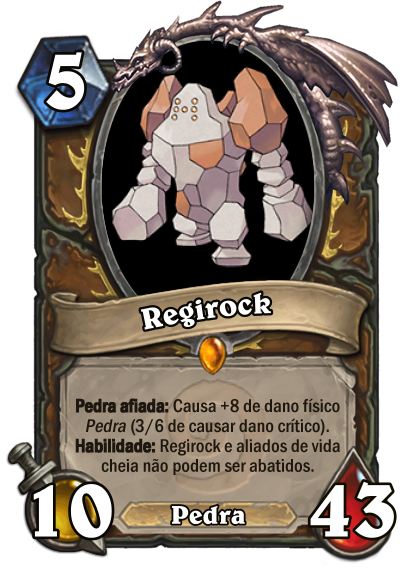 5
Regirock
Pedra afiada: Causa +8 de dano físico
Pedra (3/6 de causar dano crítico).
Habilidade: Regirock e aliados de vida
cheia não podem ser abatidos.
10
Pedra
43